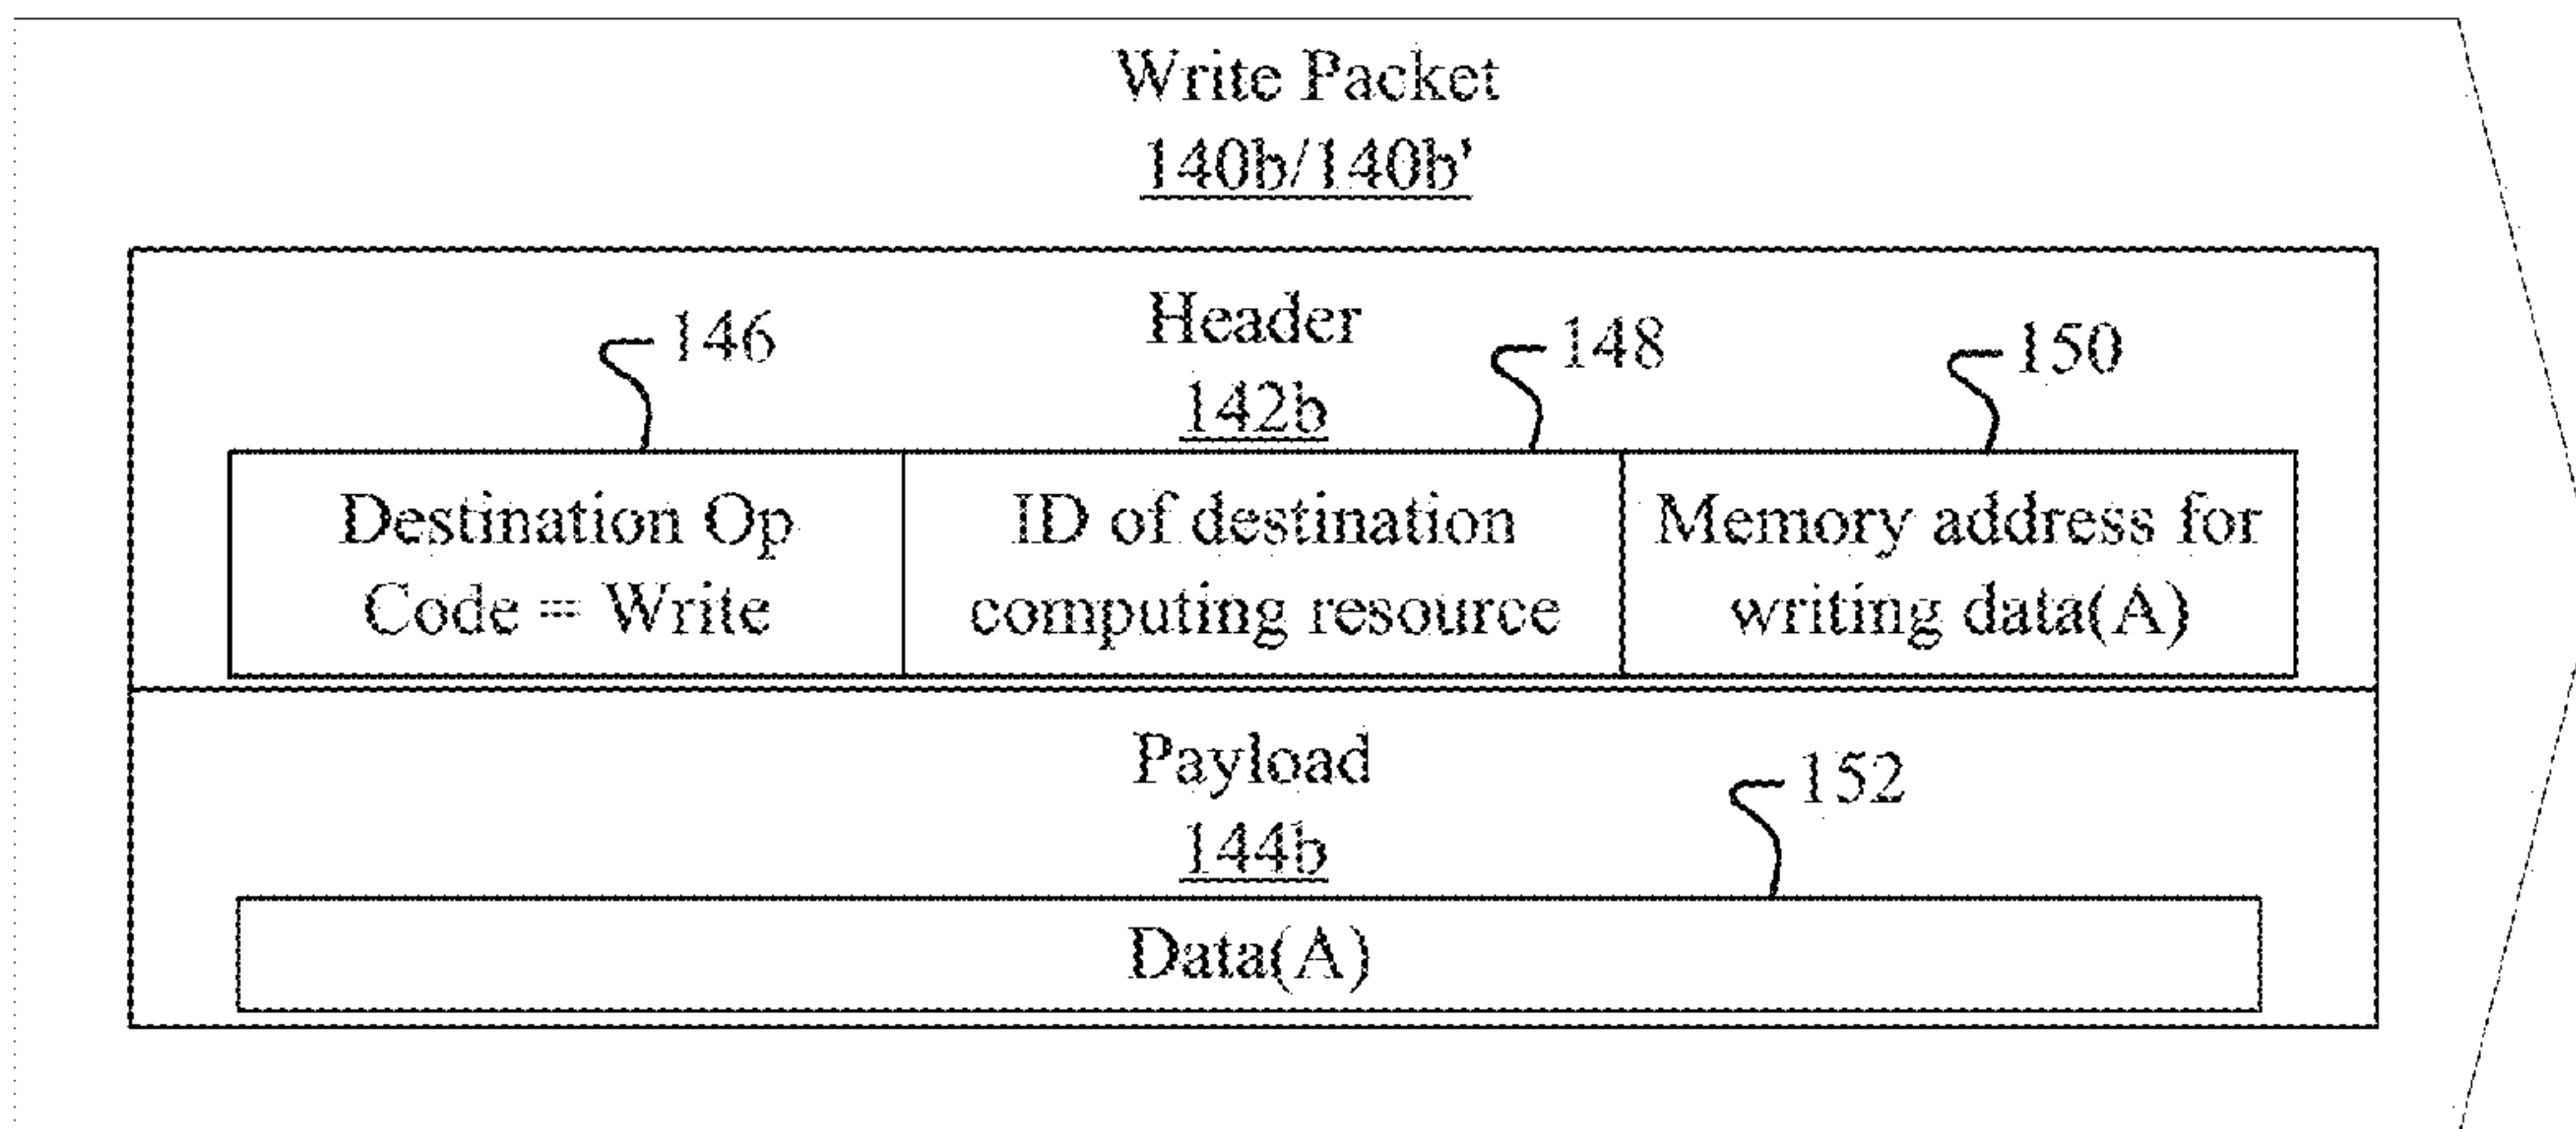 Write Packet
140b/140b'
Header
142b
146
148
150
Destination Op
Code = Write
ID of destination
computing resource
Memory address for
writing data(A)
Payload
144b
152
Data(A)